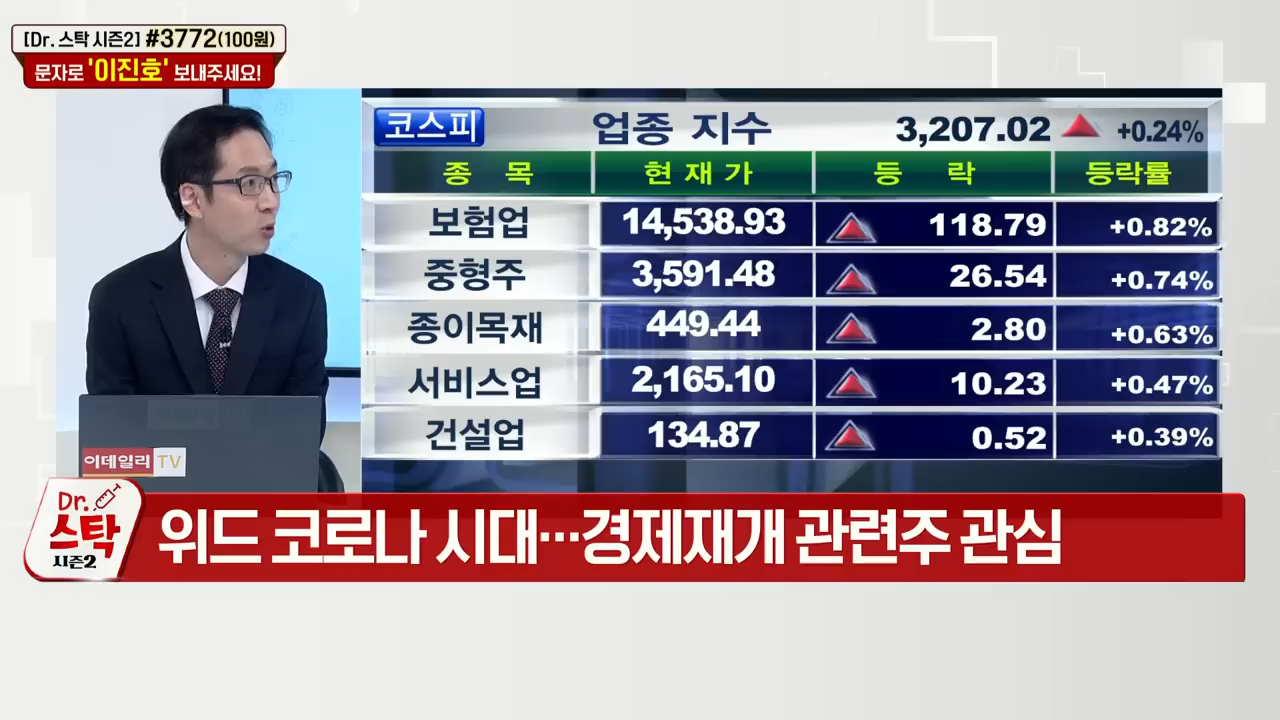 [Dr. 스탁 시즌2] #3772(100원)
문자로 '이진호' 보내주세요!
코스피 업종 지수 3,207.02 ▲ +0.24%
종 목 현재가 등 락 등락률
보험업 14,538.93 ▲ 118.79 +0.82%
중형주 3,591.48 ▲ 26.54 +0.74%
종이목재 449.44 ▲ 2.80 +0.63%
서비스업 2,165.10 ▲ 10.23 +0.47%
건설업 134.87 ▲ 0.52 +0.39%
이데일리TV
Dr.
스탁
시즌2
위드 코로나 시대…경제재개 관련주 관심